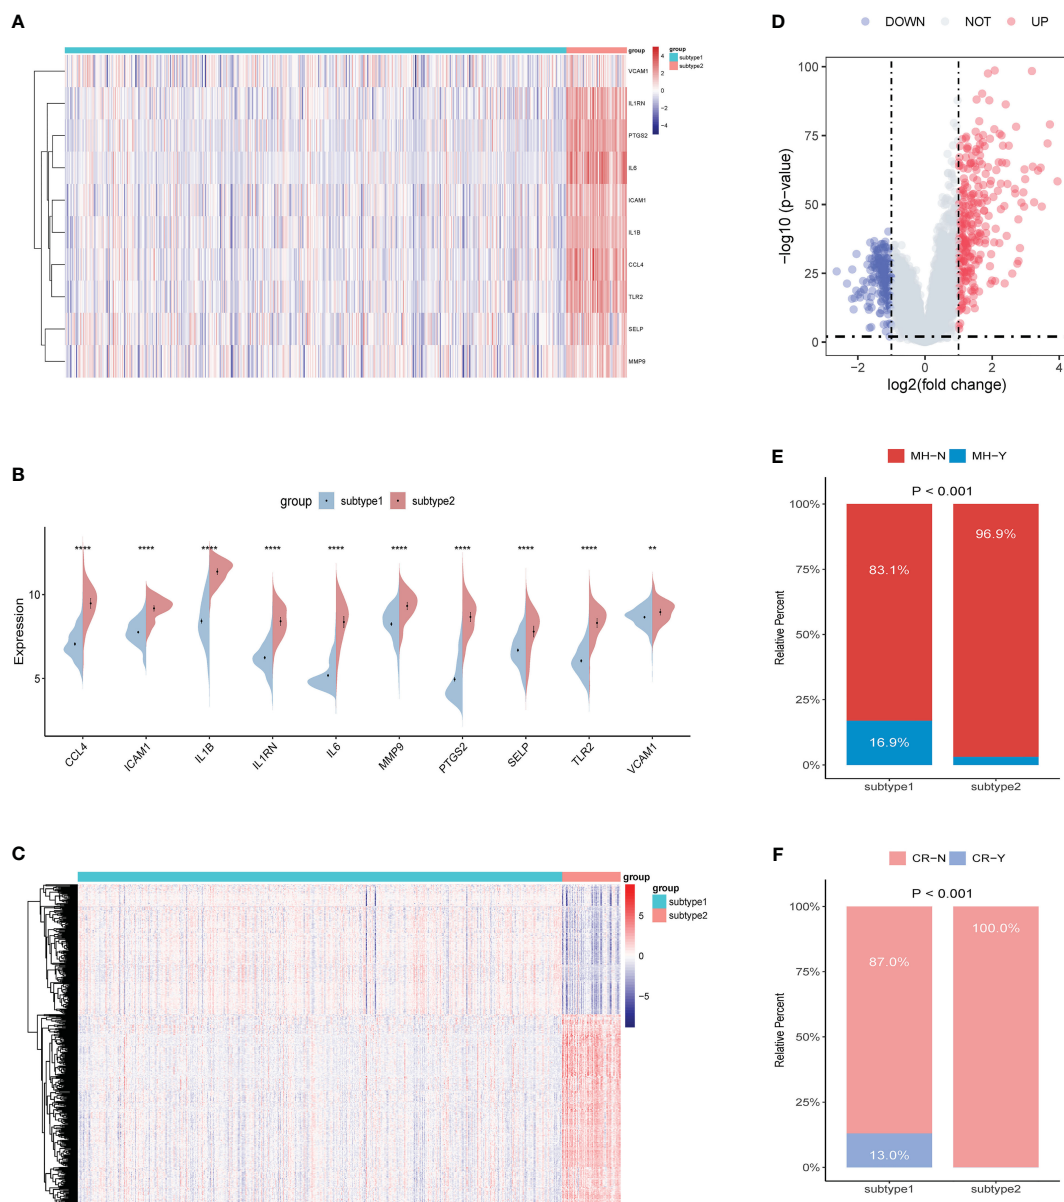 A
group
group
subtype1
subtype2
4
2
0
−2
−4
VCAM1
IL1RN
PTGS2
IL6
ICAM1
IL1B
CCL4
TLR2
SELP
MMP9
B
group subtype1 subtype2
**** **** **** **** **** **** **** **** **** **
Expression
10
5
CCL4 ICAM1 IL1B IL1RN IL6 MMP9 PTGS2 SELP TLR2 VCAM1
C
group
group
subtype1
subtype2
5
0
−5
D
DOWN NOT UP
−log10 (p−value)
100
75
50
25
0
−2 0 2 4
log2(fold change)
E
MH−N MH−Y
P < 0.001
Relative Percent
100%
75%
50%
25%
0%
96.9%
83.1%
16.9%
subtype1 subtype2
F
CR−N CR−Y
P < 0.001
Relative Percent
100%
75%
50%
25%
0%
100.0%
87.0%
13.0%
subtype1 subtype2